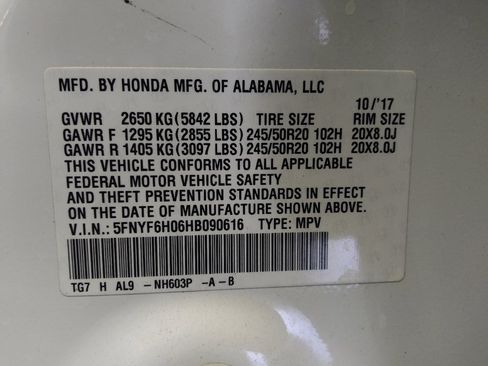 MFD. BY HONDA MFG. OF ALABAMA, LLC
10/'17
GVWR 2650 KG(5842 LBS) TIRE SIZE RIM SIZE
GAWR F 1295 KG(2855 LBS) 245/50R20 102H 20X8.0J
GAWR R 1405 KG(3097 LBS) 245/50R20 102H 20X8.0J
THIS VEHICLE CONFORMS TO ALL APPLICABLE
FEDERAL MOTOR VEHICLE SAFETY
AND THEFT PREVENTION STANDARDS IN EFFECT
ON THE DATE OF MANUFACTURE SHOWN ABOVE.
V.I.N.: 5FNYF6H06HB090616 TYPE: MPV
TG7 H AL9 -NH603P -A-B